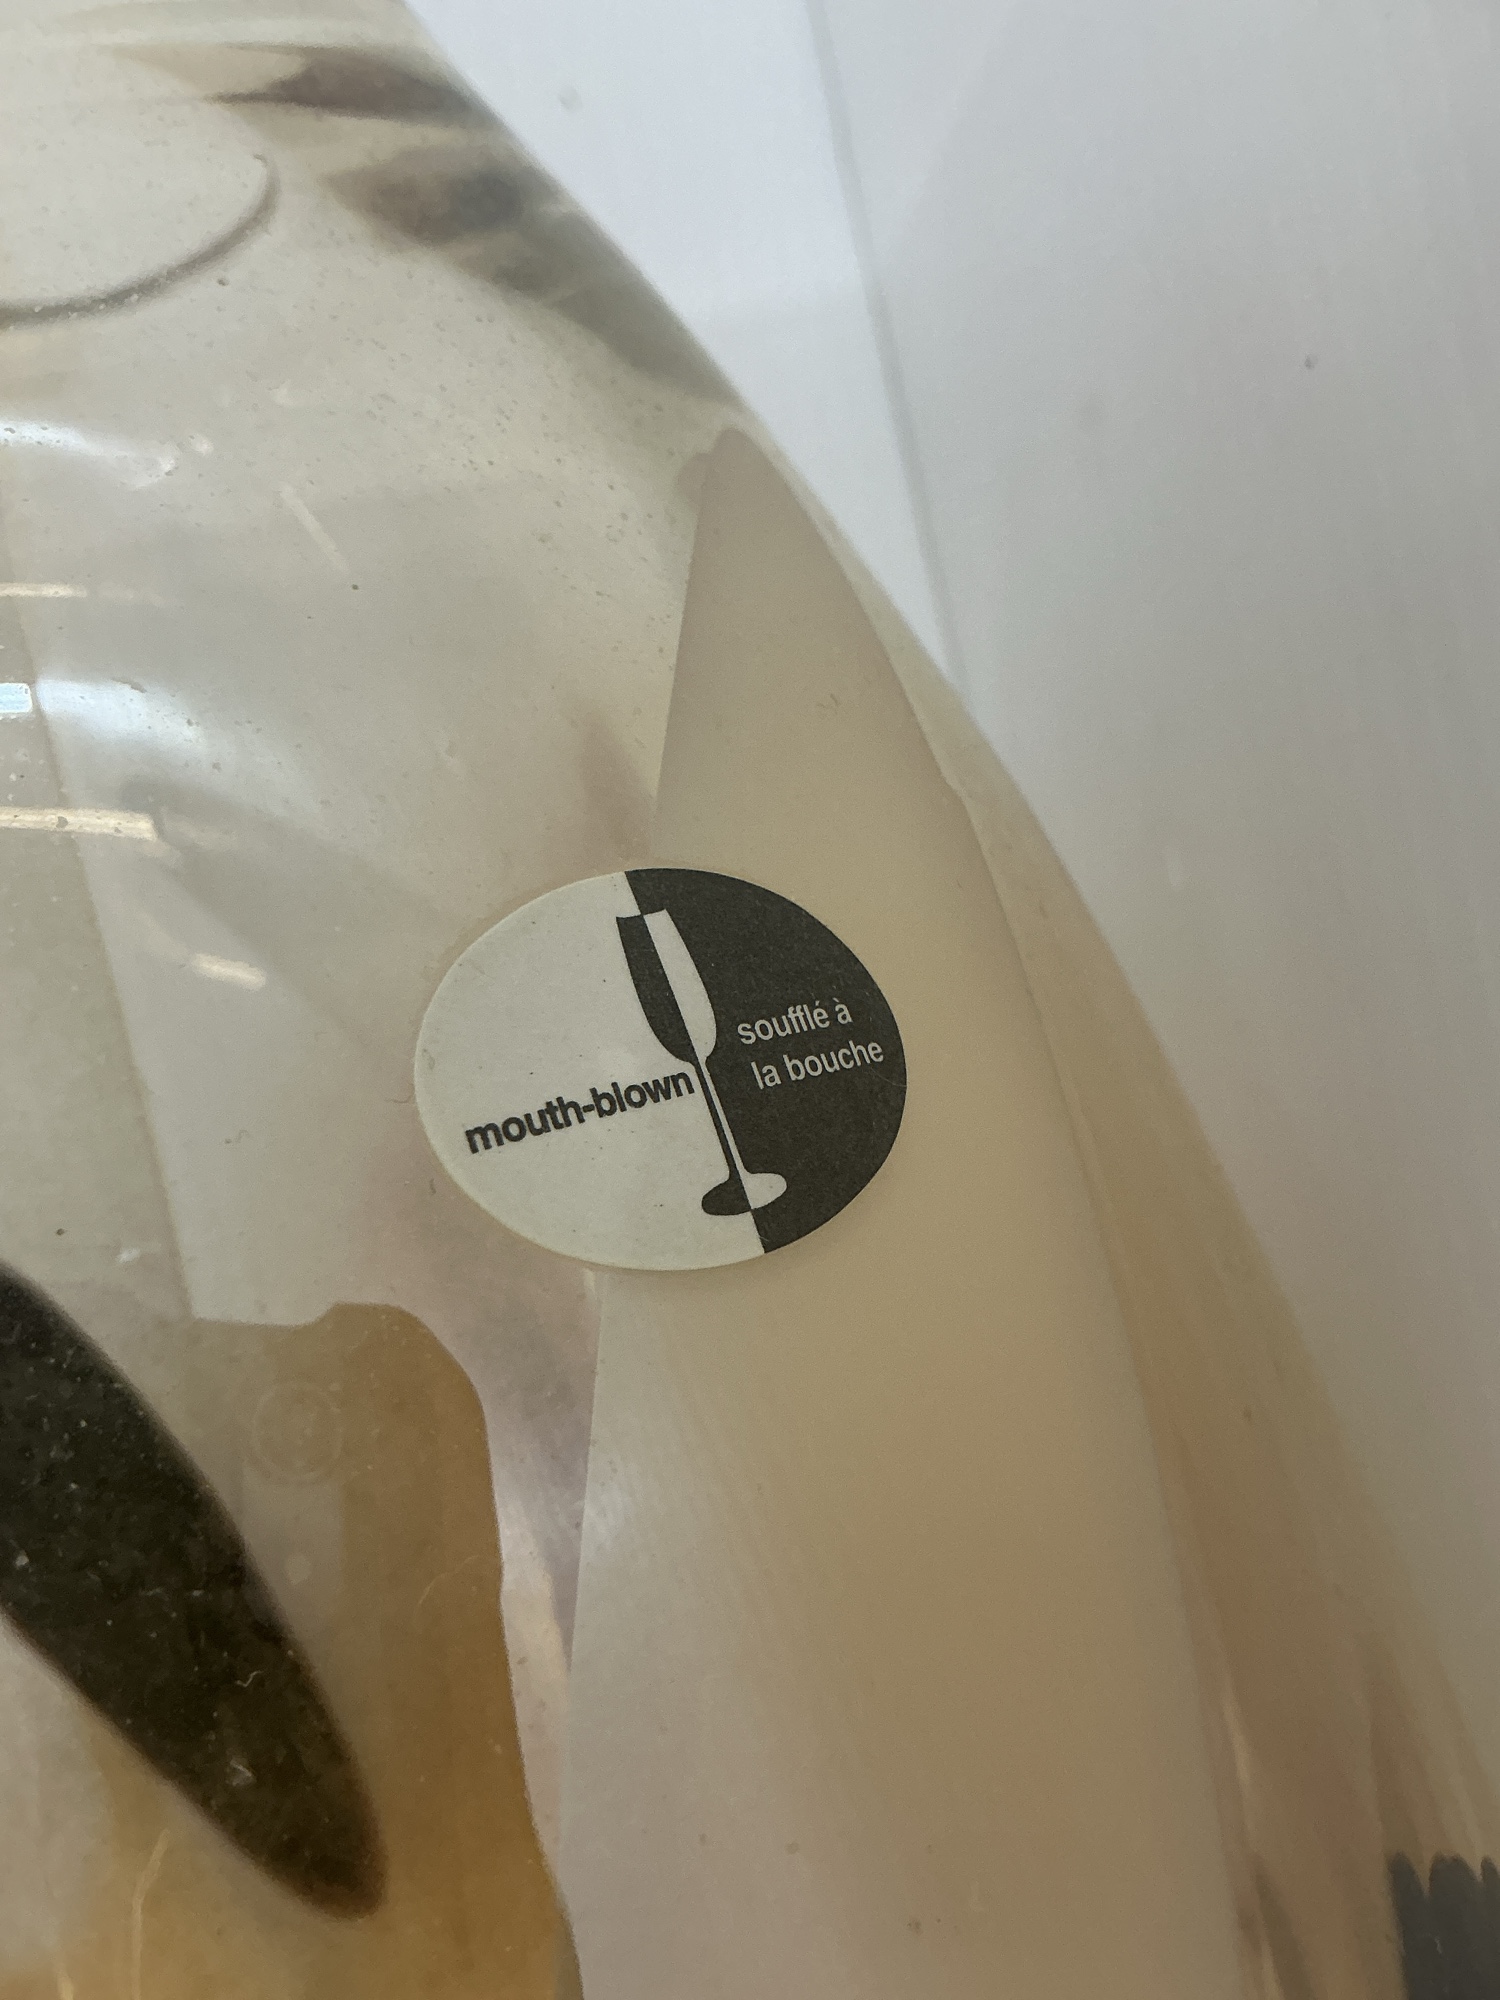 mouth-blown
soufflé à
la bouche